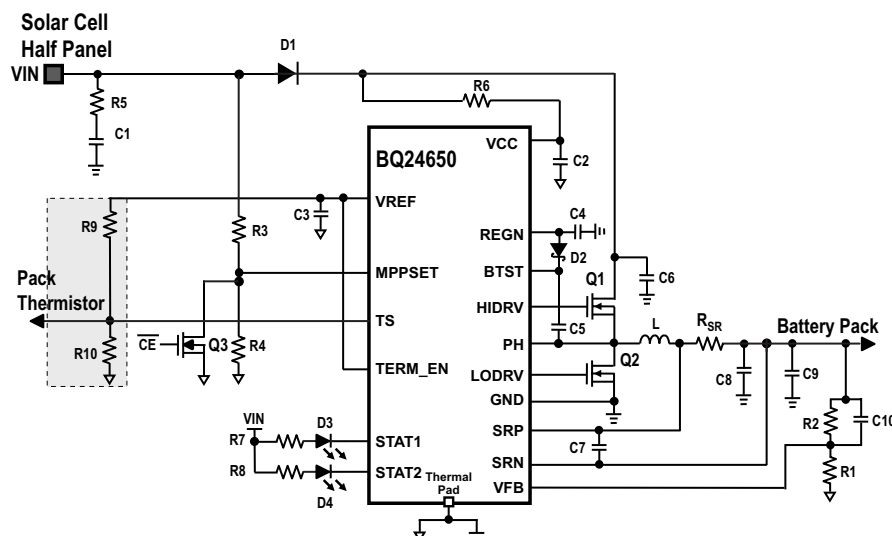 Solar Cell
Half Panel
VIN
D1
R5
C1
R6
VCC
C2
BQ24650
VREF
R9
C3
R3
REGN
C4
D2
BTST
MPPSET
Q1
C6
Pack
Thermistor
HIDRV
TS
C5
CE
Q3
R4
R10
PH
L
RSR
Battery Pack
Q2
TERM_EN
LODRV
C8
C9
GND
R2
C10
VIN
D3
R7
STAT1
SRP
C7
R8
STAT2
D4
Thermal
Pad
SRN
R1
VFB